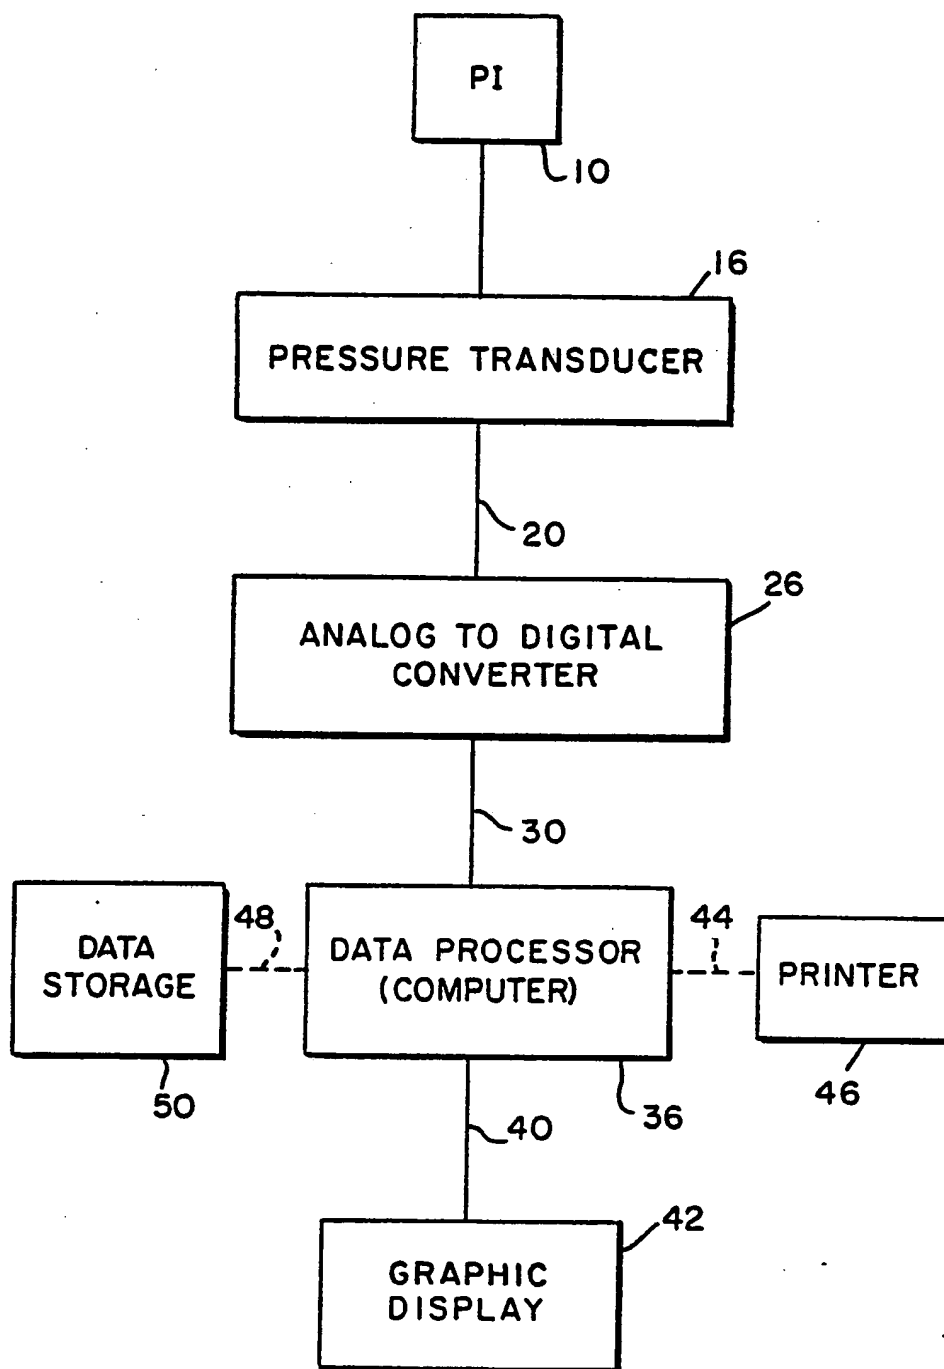 PI
10
16
PRESSURE TRANSDUCER
20
26
ANALOG TO DIGITAL
CONVERTER
30
DATA
STORAGE
50
48
DATA PROCESSOR
(COMPUTER)
36
44
PRINTER
46
40
42
GRAPHIC
DISPLAY